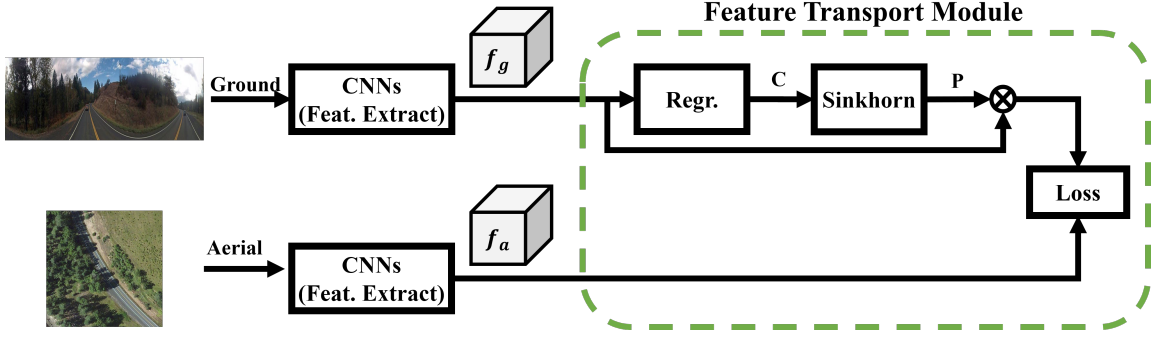 Feature Transport Module
f_g
Ground
CNNs
(Feat. Extract)
Regr.
C
Sinkhorn
P
⊗
Loss
f_a
Aerial
CNNs
(Feat. Extract)